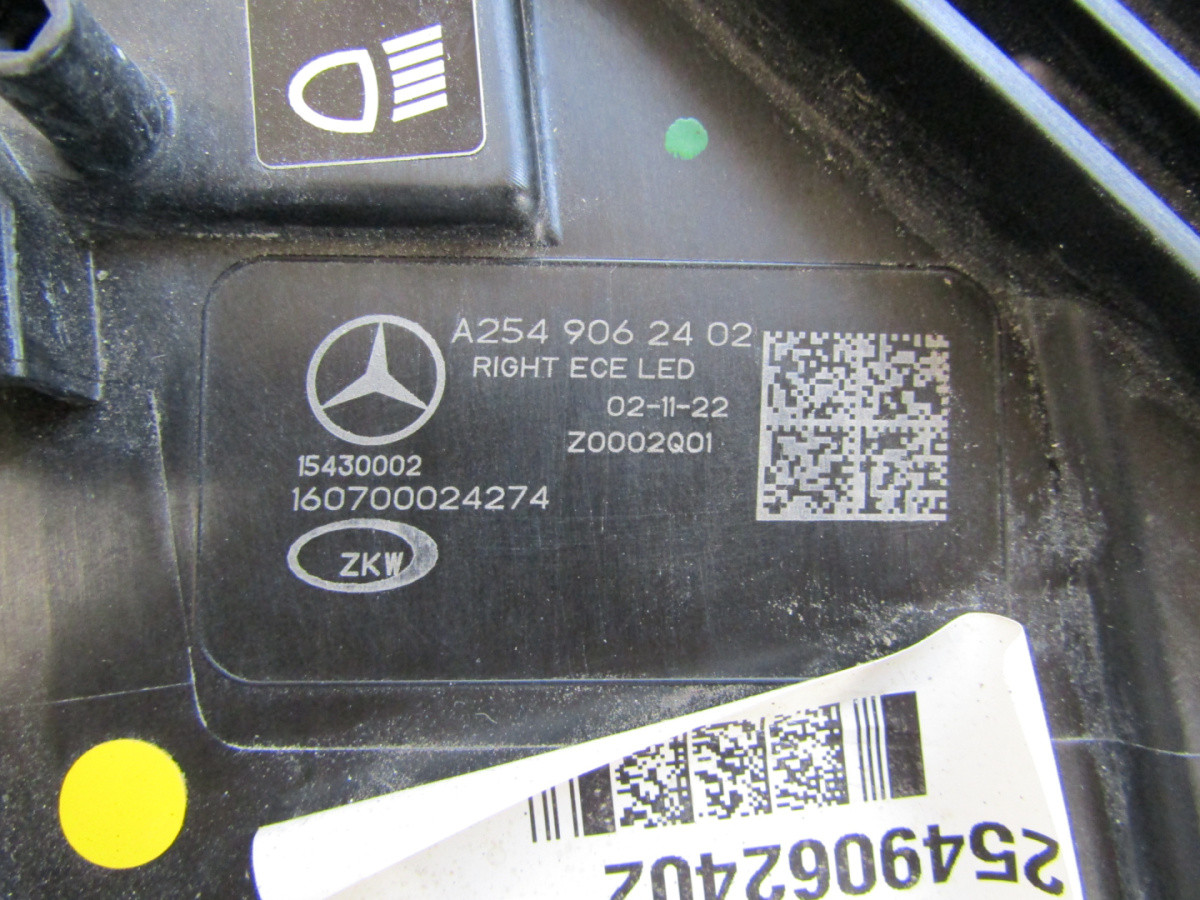 A254 906 24 02
RIGHT ECE LED
02-11-22
Z0002Q01
15430002
160700024274
ZKW
2549062402